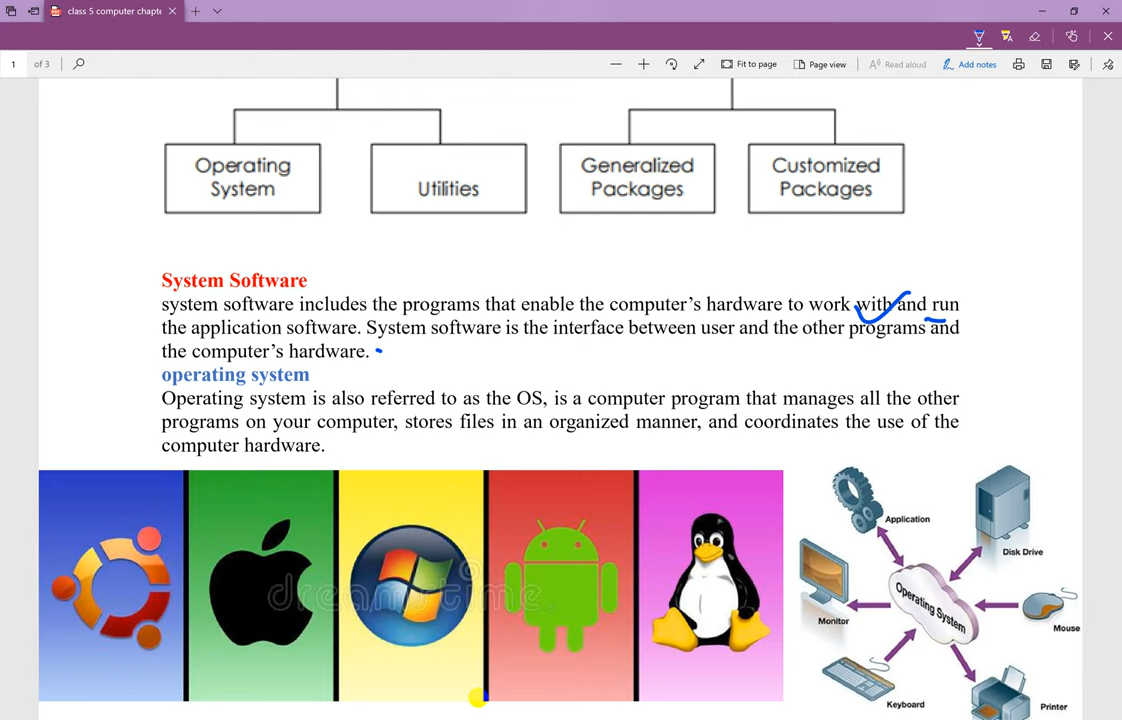 class 5 computer chapte
1 of 3 Fit to page Page view Read aloud Add notes
Operating
System
Utilities
Generalized
Packages
Customized
Packages
System Software
system software includes the programs that enable the computer’s hardware to work with and run
the application software. System software is the interface between user and the other programs and
the computer’s hardware.
operating system
Operating system is also referred to as the OS, is a computer program that manages all the other
programs on your computer, stores files in an organized manner, and coordinates the use of the
computer hardware.
dreamstime
Application
Disk Drive
Operating System
Monitor
Mouse
Keyboard
Printer